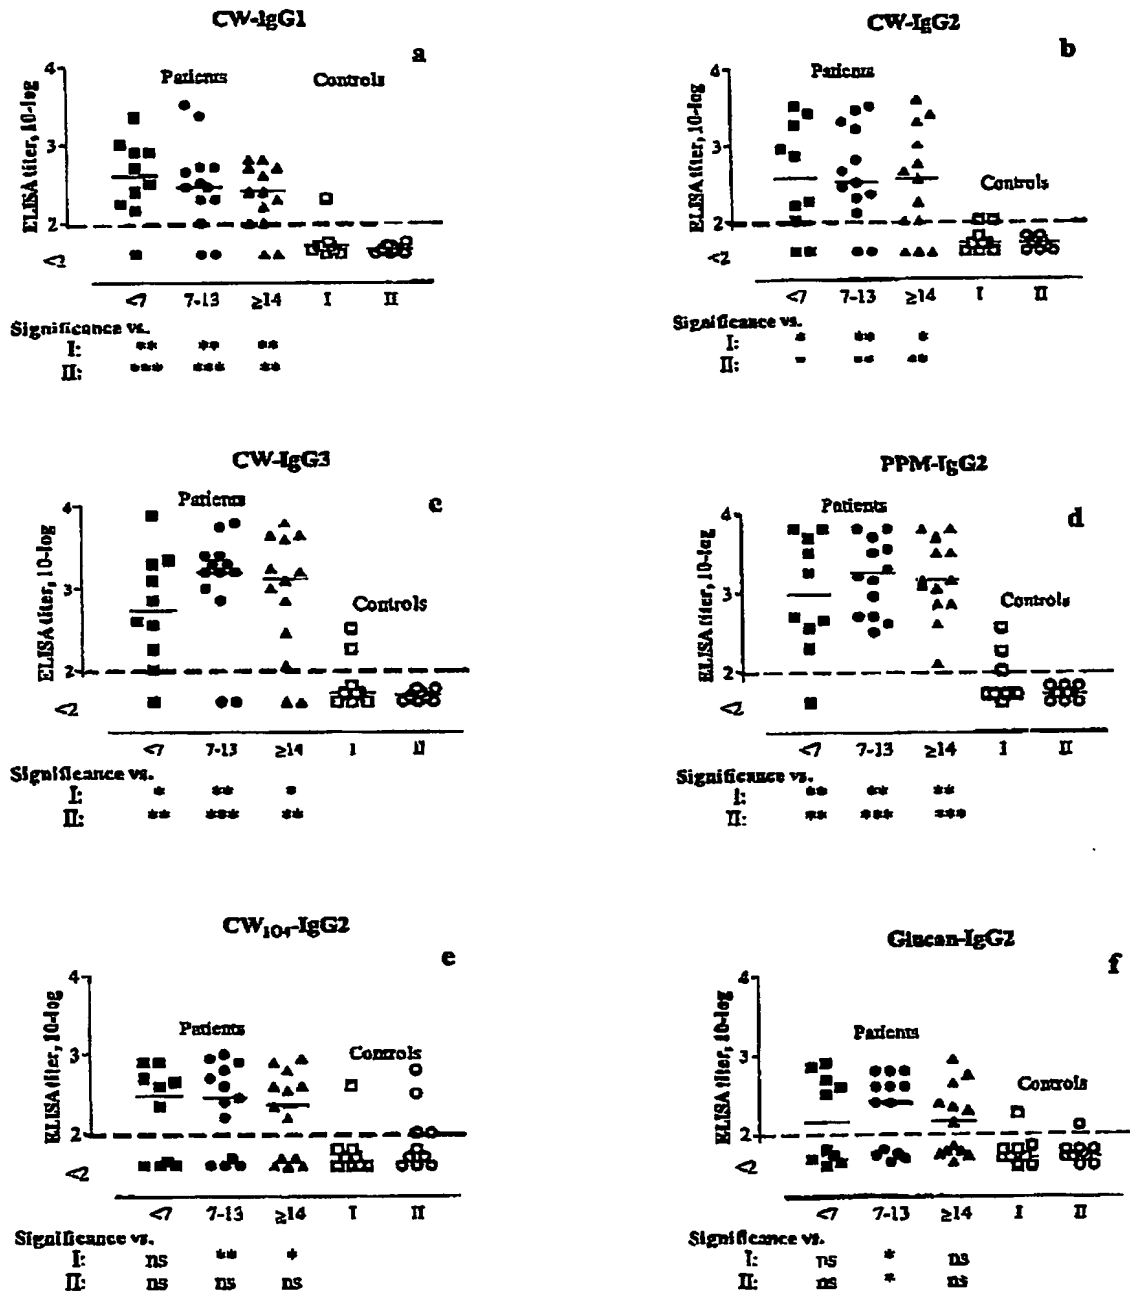 CW-IgG1
a
Patients
Controls
ELISA titer, 10-log
4
3
2
<2
<7 7-13 ≥14 I II
Significance vs.
I: ** ** **
II: *** *** **
CW-IgG2
b
Patients
Controls
ELISA titer, 10-log
4
3
2
<2
<7 7-13 ≥14 I II
Significance vs.
I: * ** *
II: ** **
CW-IgG3
c
Patients
Controls
ELISA titer, 10-log
4
3
2
<2
<7 7-13 ≥14 I II
Significance vs.
I: * ** *
II: ** *** **
PPM-IgG2
d
Patients
Controls
ELISA titer, 10-log
4
3
2
<2
<7 7-13 ≥14 I II
Significance vs.
I: ** ** **
II: ** *** ***
CW104-IgG2
e
Patients
Controls
ELISA titer, 10-log
4
3
2
<2
<7 7-13 ≥14 I II
Significance vs.
I: ns ** *
II: ns ns ns
Glucan-IgG2
f
Patients
Controls
ELISA titer, 10-log
4
3
2
<2
<7 7-13 ≥14 I II
Significance vs.
I: ns * ns
II: ns * ns